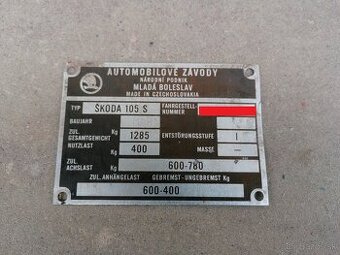 AUTOMOBILOVÉ ZÁVODY
NÁRODNÍ PODNIK
MLADÁ BOLESLAV
MADE IN CZECHOSLOVAKIA
TYP ŠKODA 105 S FAHRGESTELL-NUMMER
BAUJAHR
ZUL. GESAMTGEWICHT Kg 1285 ENTSTÖRUNGSSTUFE I
NUTZLAST Kg 400 MASSE —
ZUL. ACHSLAST Kg 600-780
ZUL. ANHÄNGELAST GEBREMST-UNGEBREMST Kg
600-400